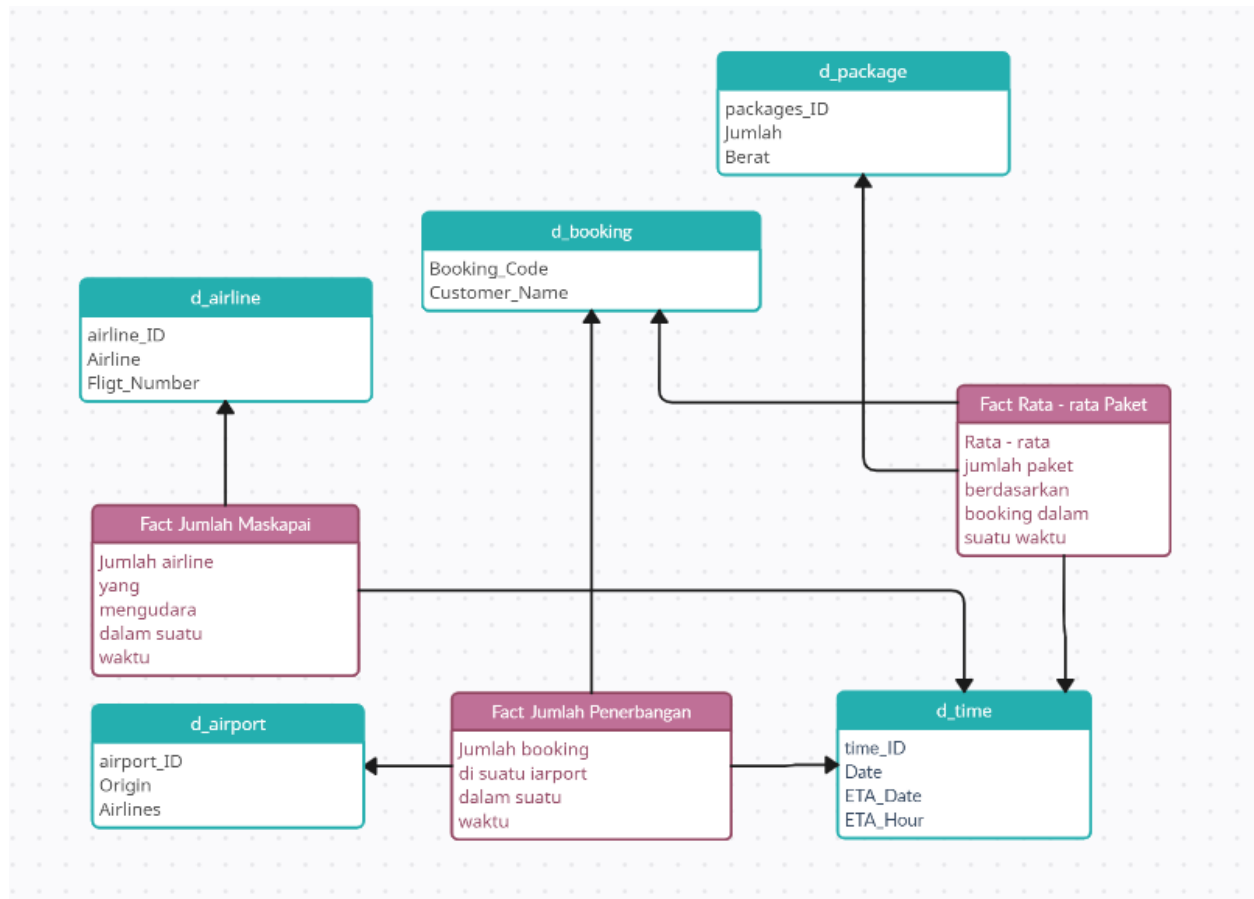 d_package
packages_ID
Jumlah
Berat
d_booking
Booking_Code
Customer_Name
d_airline
airline_ID
Airline
Fligt_Number
Fact Rata - rata Paket
Rata - rata
jumlah paket
berdasarkan
booking dalam
suatu waktu
Fact Jumlah Maskapai
Jumlah airline
yang
mengudara
dalam suatu
waktu
d_airport
airport_ID
Origin
Airlines
Fact Jumlah Penerbangan
Jumlah booking
di suatu iarport
dalam suatu
waktu
d_time
time_ID
Date
ETA_Date
ETA_Hour